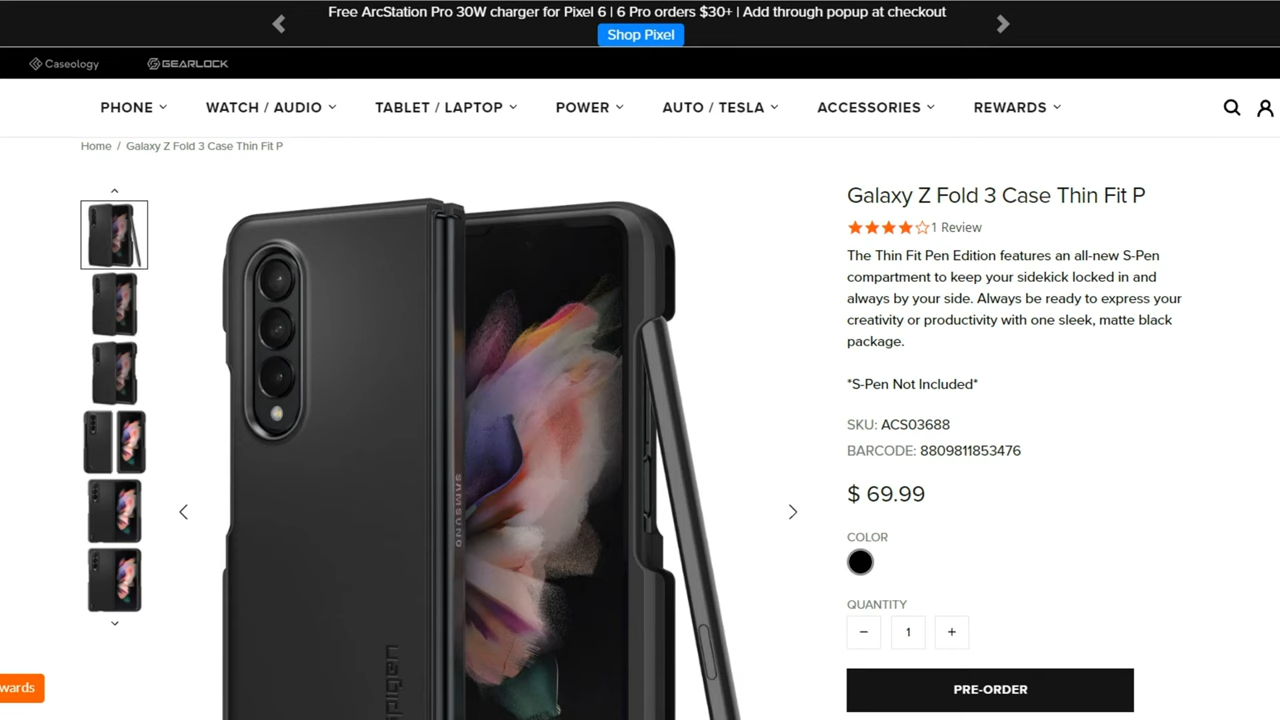 Free ArcStation Pro 30W charger for Pixel 6 | 6 Pro orders $30+ | Add through popup at checkout
Shop Pixel
Caseology
GEARLOCK
PHONE
WATCH / AUDIO
TABLET / LAPTOP
POWER
AUTO / TESLA
ACCESSORIES
REWARDS
Home / Galaxy Z Fold 3 Case Thin Fit P
Galaxy Z Fold 3 Case Thin Fit P
1 Review
The Thin Fit Pen Edition features an all-new S-Pen
compartment to keep your sidekick locked in and
always by your side. Always be ready to express your
creativity or productivity with one sleek, matte black
package.
*S-Pen Not Included*
SKU: ACS03688
BARCODE: 8809811853476
$ 69.99
COLOR
QUANTITY
− 1 +
PRE-ORDER
SAMSUNG
spigen
wards